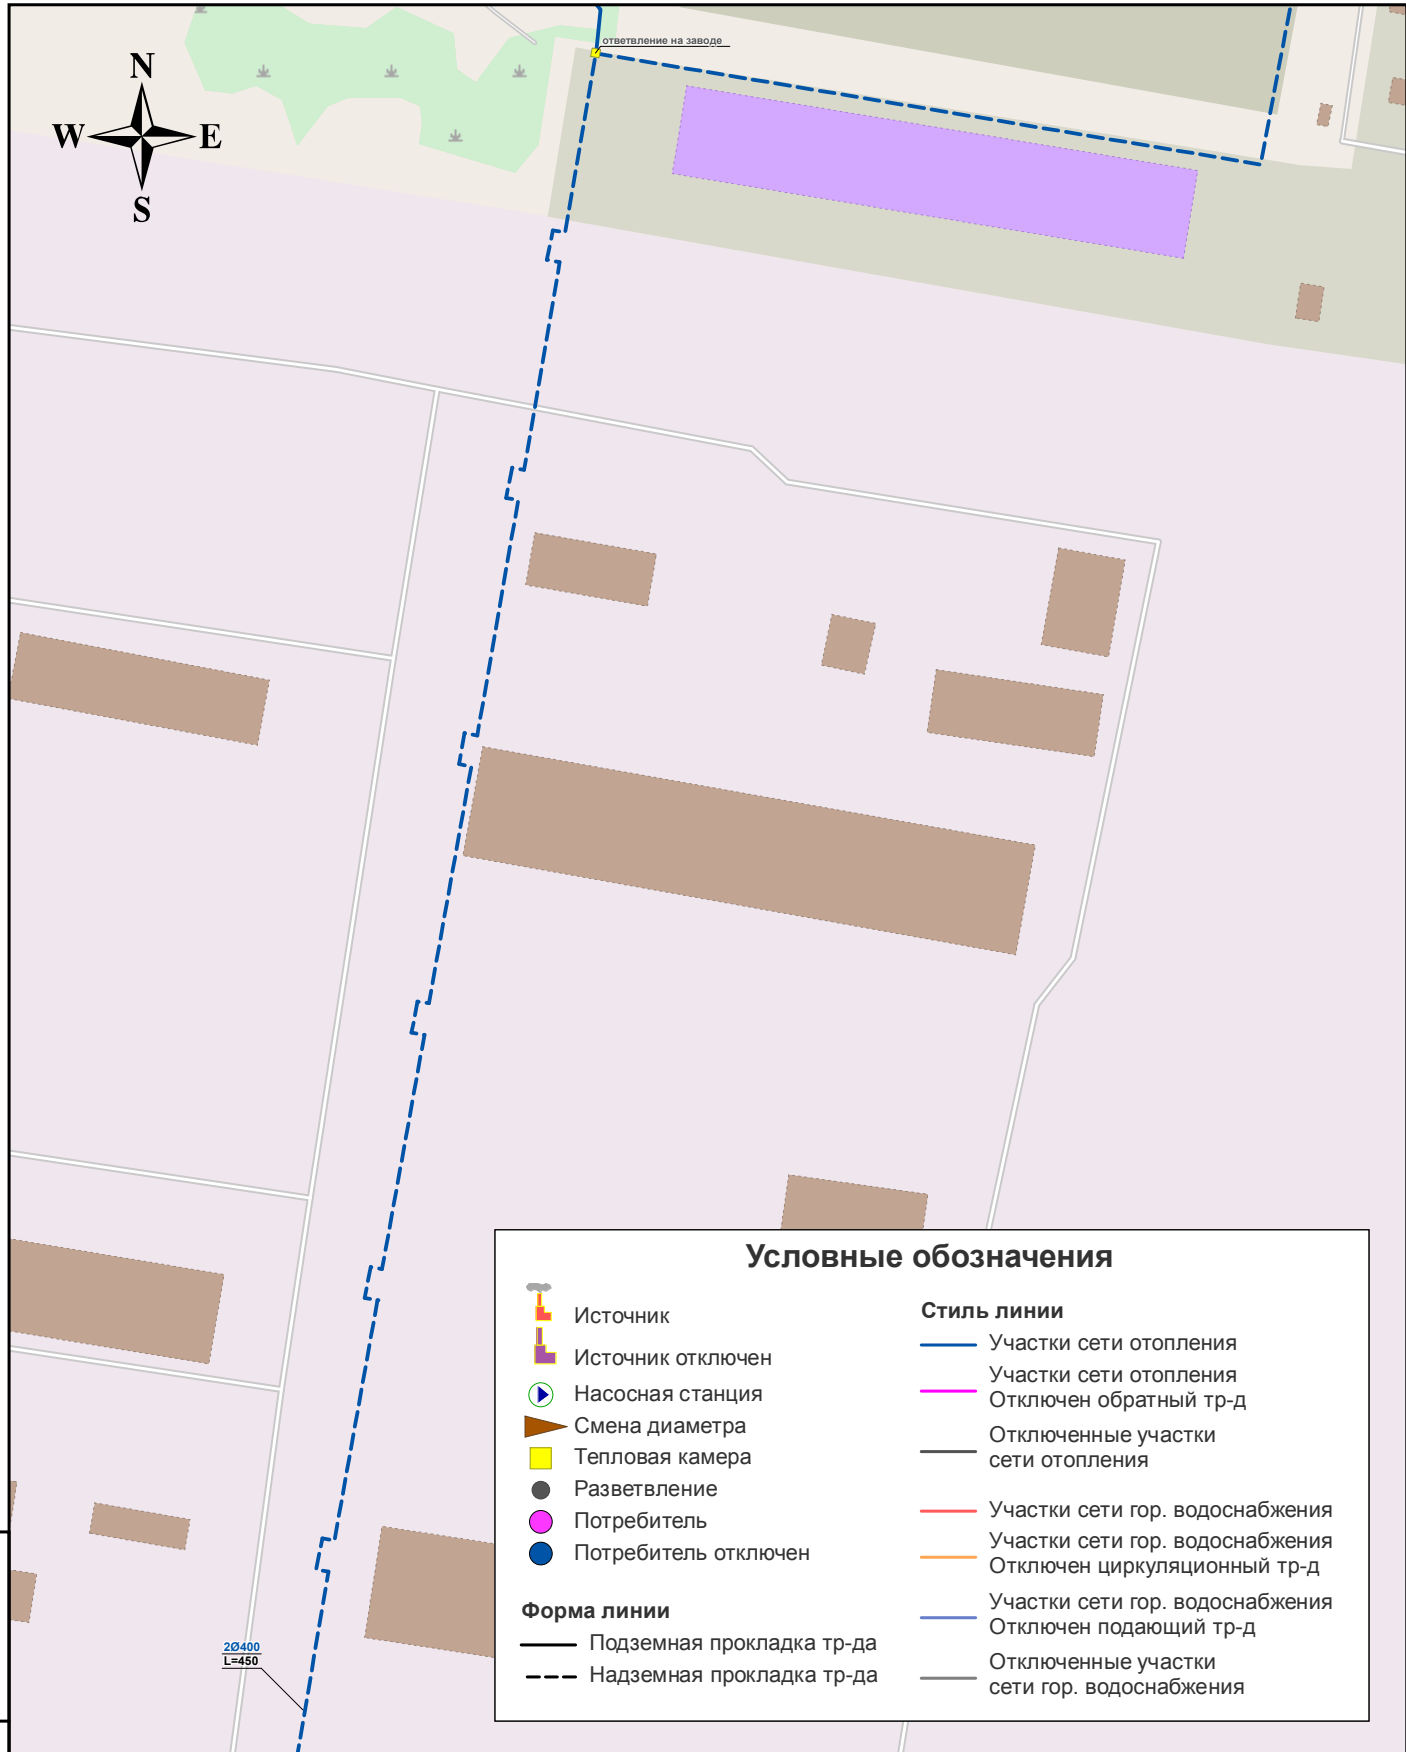 ответвление на заводе
N
W E
S
Условные обозначения
Источник
Источник отключен
Насосная станция
Смена диаметра
Тепловая камера
Разветвление
Потребитель
Потребитель отключен
Форма линии
Подземная прокладка тр-да
Надземная прокладка тр-да
Стиль линии
Участки сети отопления
Участки сети отопления
Отключен обратный тр-д
Отключенные участки
сети отопления
Участки сети гор. водоснабжения
Участки сети гор. водоснабжения
Отключен циркуляционный тр-д
Участки сети гор. водоснабжения
Отключен подающий тр-д
Отключенные участки
сети гор. водоснабжения
2Ø400
L=450